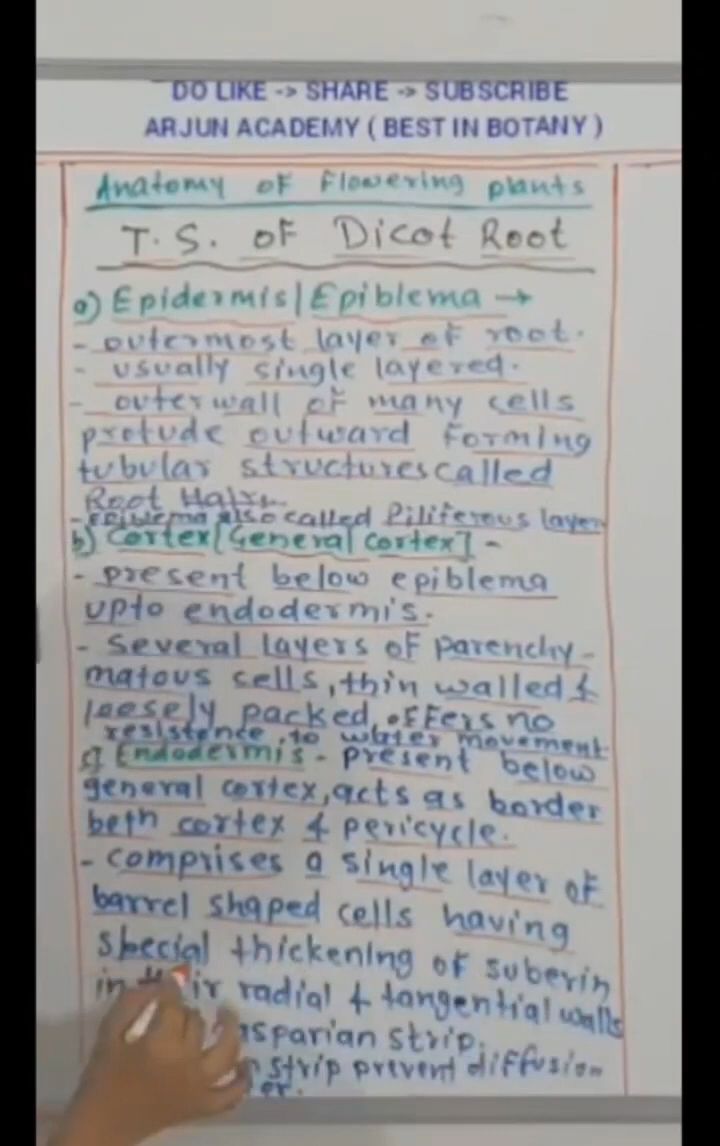 DO LIKE -> SHARE -> SUBSCRIBE
ARJUN ACADEMY ( BEST IN BOTANY )
Anatomy of Flowering plants
T. S. of Dicot Root
a) Epidermis/Epiblema →
- outermost layer of root.
- usually single layered.
- outer wall of many cells
protude outward forming
tubular structures called
Root Hairs
- Epiblema also called Piliferous layer
b) Cortex [General cortex] -
- present below epiblema
upto endodermis.
- several layers of parenchy-
matous cells, thin walled &
loosely packed, offers no
resistence to water movement
c) Endodermis - present below
general cortex, acts as border
betn cortex & pericycle.
- comprises a single layer of
barrel shaped cells having
special thickening of suberin
in radial & tangential walls
strip.
strip prevent diffusion